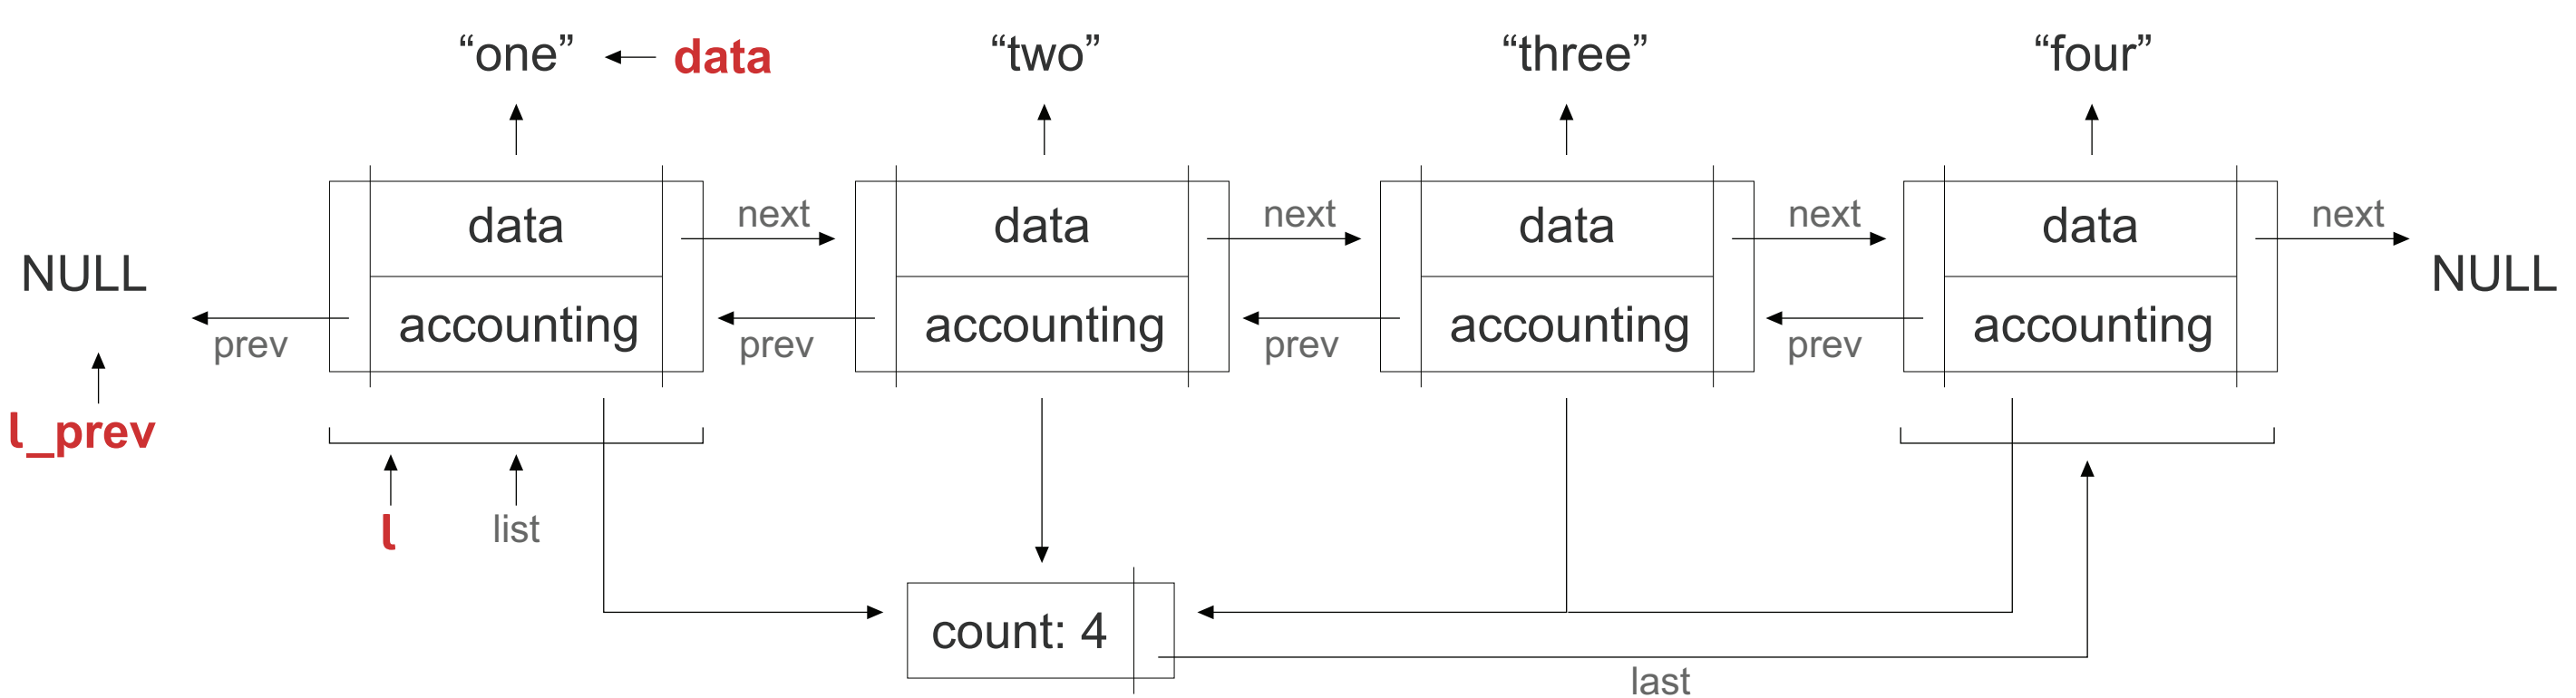 “one”
data
“two”
“three”
“four”
data
next
data
next
data
next
data
next
NULL
NULL
accounting
accounting
accounting
accounting
prev
prev
prev
prev
l_prev
l
list
count: 4
last